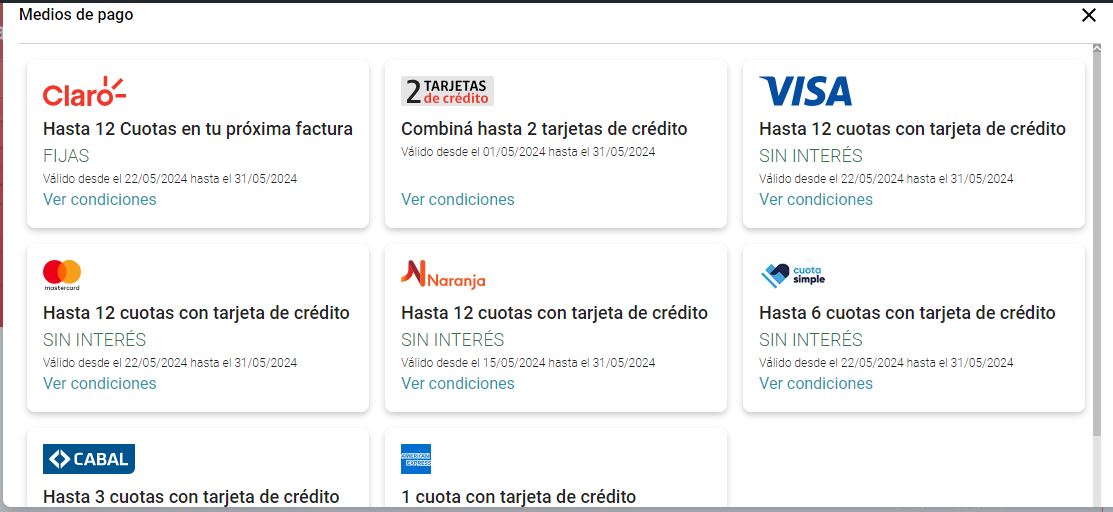 Medios de pago
Claro
Hasta 12 Cuotas en tu próxima factura
FIJAS
Válido desde el 22/05/2024 hasta el 31/05/2024
Ver condiciones
2 TARJETAS
de crédito
Combiná hasta 2 tarjetas de crédito
Válido desde el 01/05/2024 hasta el 31/05/2024
Ver condiciones
VISA
Hasta 12 cuotas con tarjeta de crédito
SIN INTERÉS
Válido desde el 22/05/2024 hasta el 31/05/2024
Ver condiciones
mastercard
Hasta 12 cuotas con tarjeta de crédito
SIN INTERÉS
Válido desde el 22/05/2024 hasta el 31/05/2024
Ver condiciones
Naranja
Hasta 12 cuotas con tarjeta de crédito
SIN INTERÉS
Válido desde el 15/05/2024 hasta el 31/05/2024
Ver condiciones
cuota
simple
Hasta 6 cuotas con tarjeta de crédito
SIN INTERÉS
Válido desde el 22/05/2024 hasta el 31/05/2024
Ver condiciones
CABAL
Hasta 3 cuotas con tarjeta de crédito
AMERICAN
EXPRESS
1 cuota con tarjeta de crédito